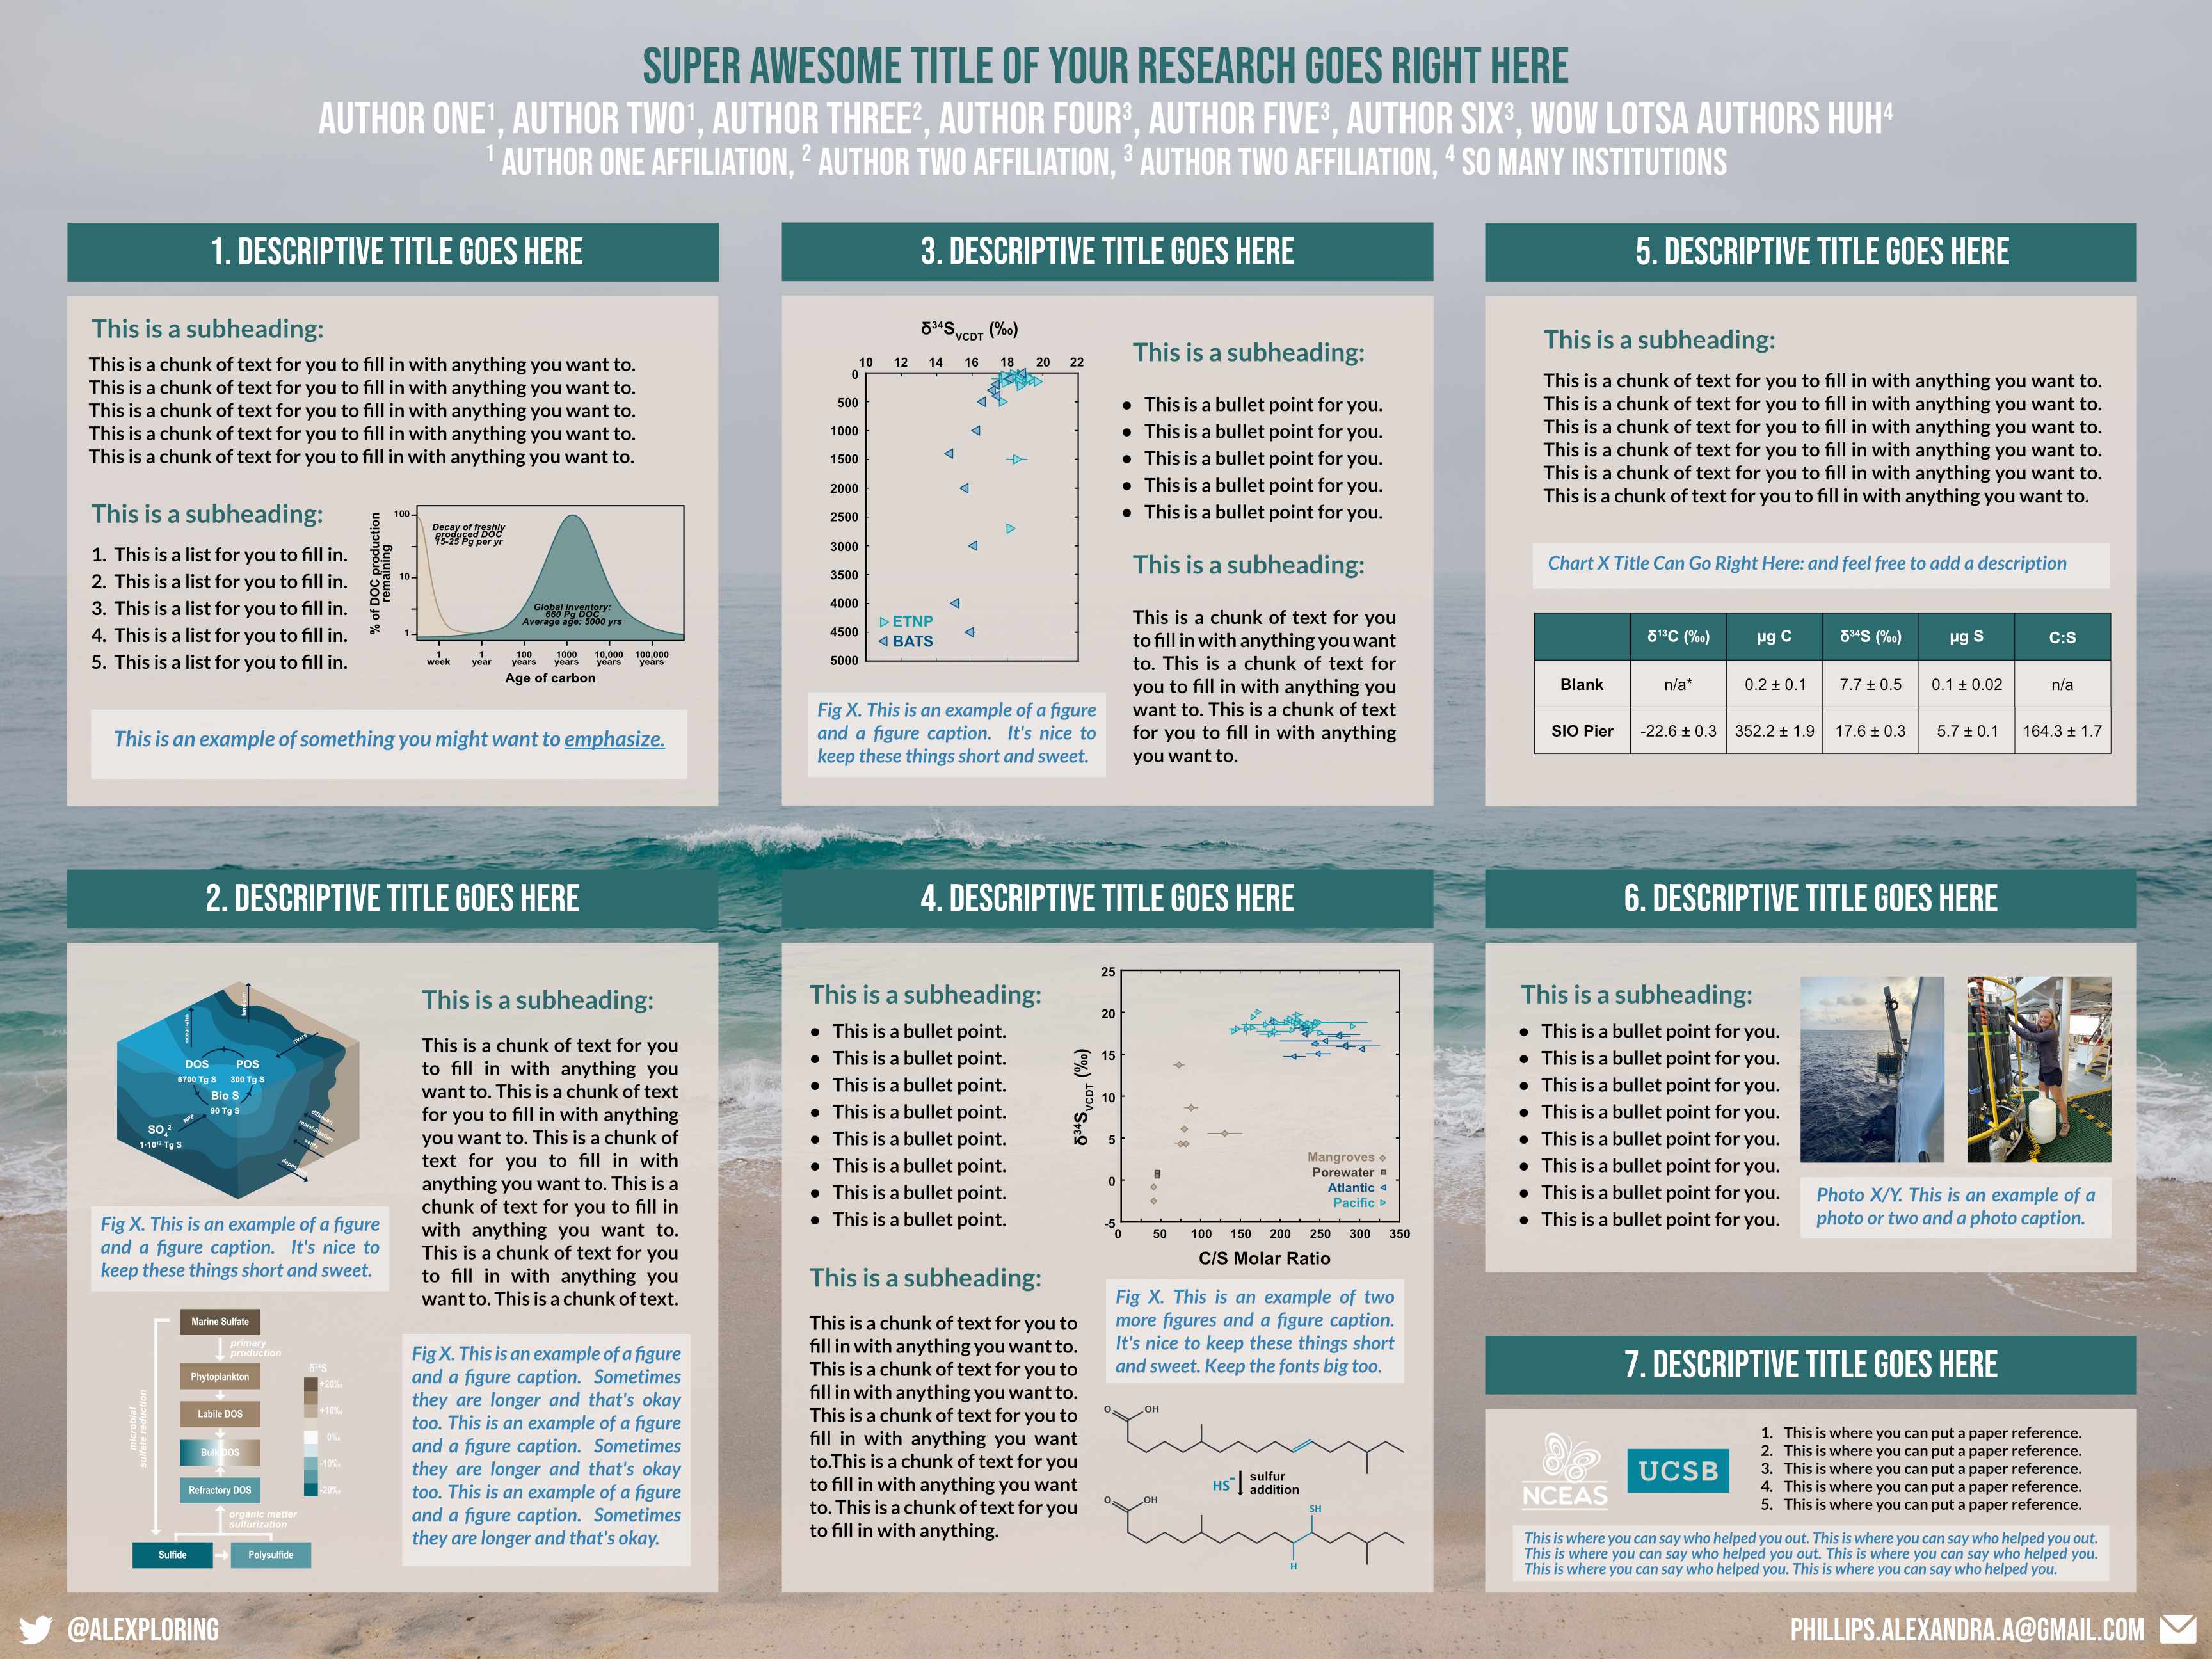 SUPER AWESOME TITLE OF YOUR RESEARCH GOES RIGHT HERE
AUTHOR ONE¹, AUTHOR TWO¹, AUTHOR THREE², AUTHOR FOUR³, AUTHOR FIVE³, AUTHOR SIX³, WOW LOTSA AUTHORS HUH⁴
¹ AUTHOR ONE AFFILIATION, ² AUTHOR TWO AFFILIATION, ³ AUTHOR TWO AFFILIATION, ⁴ SO MANY INSTITUTIONS
1. DESCRIPTIVE TITLE GOES HERE
This is a subheading:
This is a chunk of text for you to fill in with anything you want to.
This is a chunk of text for you to fill in with anything you want to.
This is a chunk of text for you to fill in with anything you want to.
This is a chunk of text for you to fill in with anything you want to.
This is a chunk of text for you to fill in with anything you want to.
This is a subheading:
1. This is a list for you to fill in.
2. This is a list for you to fill in.
3. This is a list for you to fill in.
4. This is a list for you to fill in.
5. This is a list for you to fill in.
% of DOC production
remaining
100
10
1
Decay of freshly
produced DOC
15-25 Pg per yr
Global inventory:
660 Pg DOC
Average age: 5000 yrs
1 1 100 1000 10,000 100,000
week year years years years years
Age of carbon
This is an example of something you might want to emphasize.
2. DESCRIPTIVE TITLE GOES HERE
ocean-atm
rivers
DOS POS
6700 Tg S 300 Tg S
Bio S
90 Tg S
NPP
SO₄²⁻
1·10¹² Tg S
diffusion
remobilization
vents
Fig X. This is an example of a figure
and a figure caption. It's nice to
keep these things short and sweet.
This is a subheading:
This is a chunk of text for you
to fill in with anything you
want to. This is a chunk of text
for you to fill in with anything
you want to. This is a chunk of
text for you to fill in with
anything you want to. This is a
chunk of text for you to fill in
with anything you want to.
This is a chunk of text for you
to fill in with anything you
want to. This is a chunk of text.
Marine Sulfate
primary
production
Phytoplankton
Labile DOS
Bulk DOS
Refractory DOS
organic matter
sulfurization
Sulfide
Polysulfide
microbial
sulfate reduction
δ³⁴S
+20‰
+10‰
0‰
-10‰
-20‰
Fig X. This is an example of a figure
and a figure caption. Sometimes
they are longer and that's okay
too. This is an example of a figure
and a figure caption. Sometimes
they are longer and that's okay
too. This is an example of a figure
and a figure caption. Sometimes
they are longer and that's okay.
3. DESCRIPTIVE TITLE GOES HERE
δ³⁴S VCDT (‰)
10 12 14 16 18 20 22
0
500
1000
1500
2000
2500
3000
3500
4000
4500
5000
ETNP
BATS
Fig X. This is an example of a figure
and a figure caption. It's nice to
keep these things short and sweet.
This is a subheading:
● This is a bullet point for you.
● This is a bullet point for you.
● This is a bullet point for you.
● This is a bullet point for you.
● This is a bullet point for you.
This is a subheading:
This is a chunk of text for you
to fill in with anything you want
to. This is a chunk of text for
you to fill in with anything you
want to. This is a chunk of text
for you to fill in with anything
you want to.
4. DESCRIPTIVE TITLE GOES HERE
This is a subheading:
● This is a bullet point.
● This is a bullet point.
● This is a bullet point.
● This is a bullet point.
● This is a bullet point.
● This is a bullet point.
● This is a bullet point.
● This is a bullet point.
This is a subheading:
This is a chunk of text for you to
fill in with anything you want to.
This is a chunk of text for you to
fill in with anything you want to.
This is a chunk of text for you to
fill in with anything you want
to.This is a chunk of text for you
to fill in with anything you want
to. This is a chunk of text for you
to fill in with anything.
δ³⁴S VCDT (‰)
25
20
15
10
5
0
-5
Mangroves
Porewater
Atlantic
Pacific
0 50 100 150 200 250 300 350
C/S Molar Ratio
Fig X. This is an example of two
more figures and a figure caption.
It's nice to keep these things short
and sweet. Keep the fonts big too.
O OH
HS⁻ sulfur
addition
O OH
SH
H
5. DESCRIPTIVE TITLE GOES HERE
This is a subheading:
This is a chunk of text for you to fill in with anything you want to.
This is a chunk of text for you to fill in with anything you want to.
This is a chunk of text for you to fill in with anything you want to.
This is a chunk of text for you to fill in with anything you want to.
This is a chunk of text for you to fill in with anything you want to.
This is a chunk of text for you to fill in with anything you want to.
Chart X Title Can Go Right Here: and feel free to add a description
δ¹³C (‰) µg C δ³⁴S (‰) µg S C:S
Blank n/a* 0.2 ± 0.1 7.7 ± 0.5 0.1 ± 0.02 n/a
SIO Pier -22.6 ± 0.3 352.2 ± 1.9 17.6 ± 0.3 5.7 ± 0.1 164.3 ± 1.7
6. DESCRIPTIVE TITLE GOES HERE
This is a subheading:
● This is a bullet point for you.
● This is a bullet point for you.
● This is a bullet point for you.
● This is a bullet point for you.
● This is a bullet point for you.
● This is a bullet point for you.
● This is a bullet point for you.
● This is a bullet point for you.
Photo X/Y. This is an example of a
photo or two and a photo caption.
7. DESCRIPTIVE TITLE GOES HERE
NCEAS
UCSB
1. This is where you can put a paper reference.
2. This is where you can put a paper reference.
3. This is where you can put a paper reference.
4. This is where you can put a paper reference.
5. This is where you can put a paper reference.
This is where you can say who helped you out. This is where you can say who helped you out.
This is where you can say who helped you out. This is where you can say who helped you.
This is where you can say who helped you. This is where you can say who helped you.
@ALEXPLORING
PHILLIPS.ALEXANDRA.A@GMAIL.COM